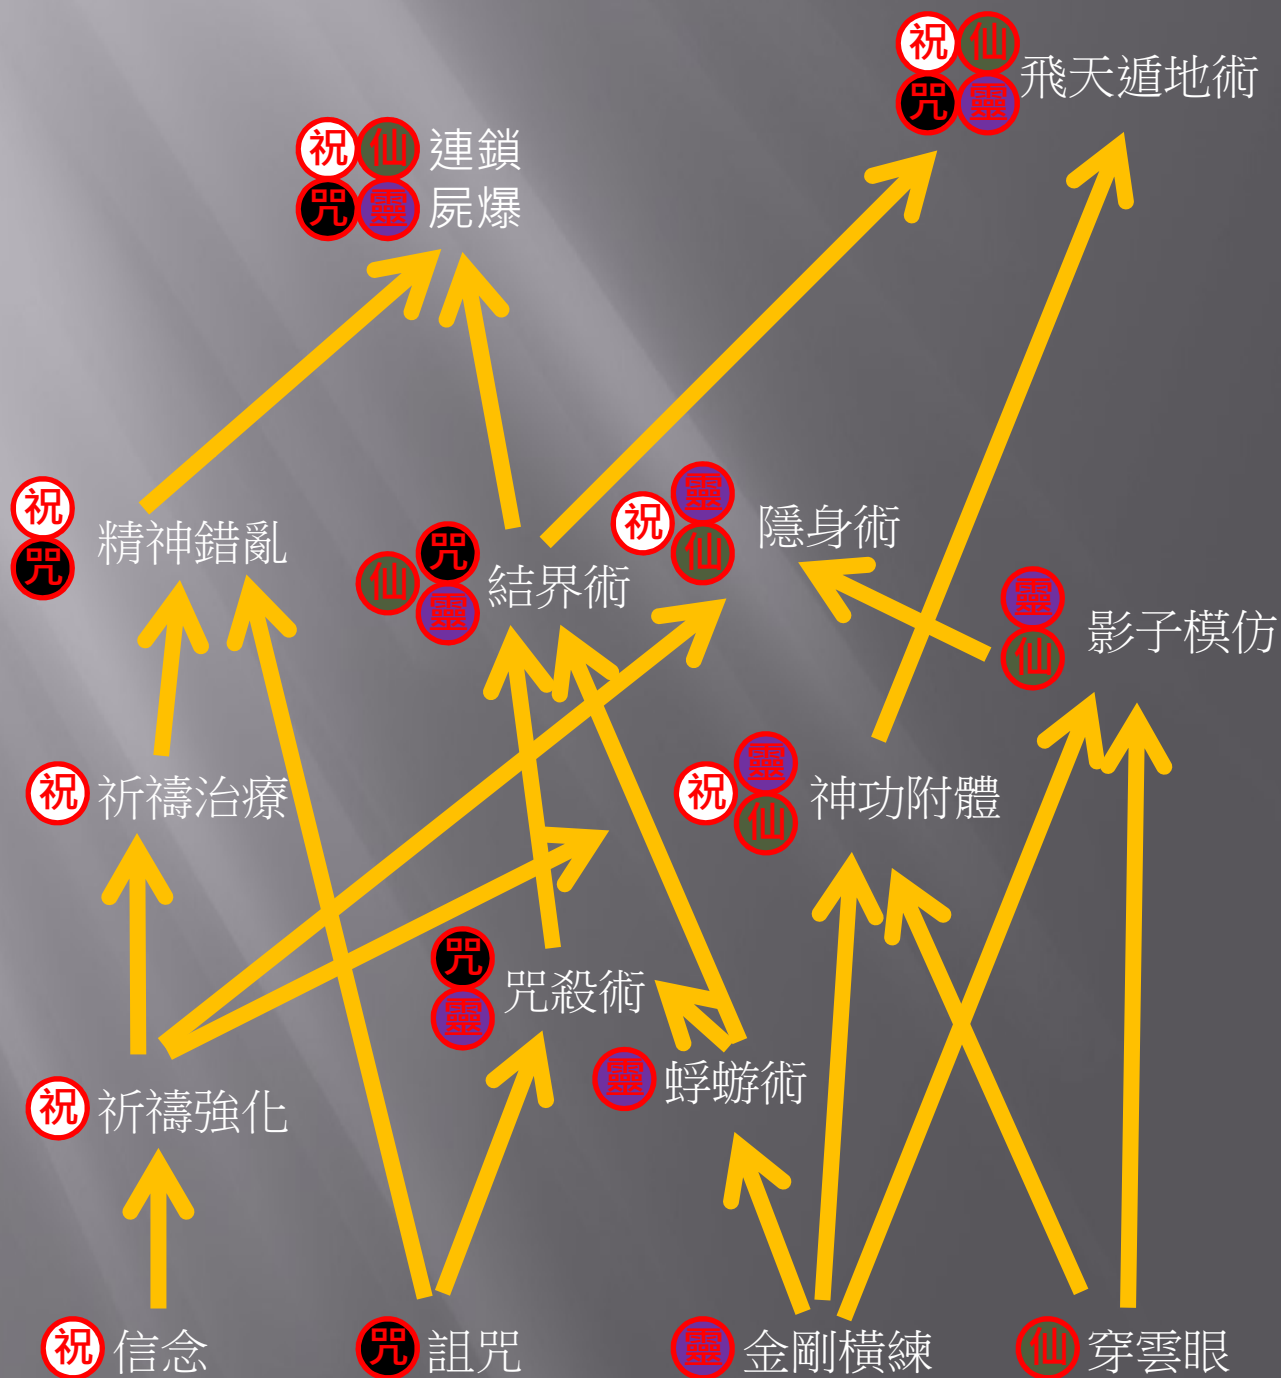 祝仙
咒靈
飛天遁地術
祝仙
咒靈
連鎖
屍爆
祝
咒
精神錯亂
仙
咒
靈
結界術
祝
靈
仙
隱身術
靈
仙
影子模仿
祝
祈禱治療
祝
靈
仙
神功附體
咒
靈
咒殺術
靈
蜉蝣術
祝
祈禱強化
祝
信念
咒
詛咒
靈
金剛橫練
仙
穿雲眼